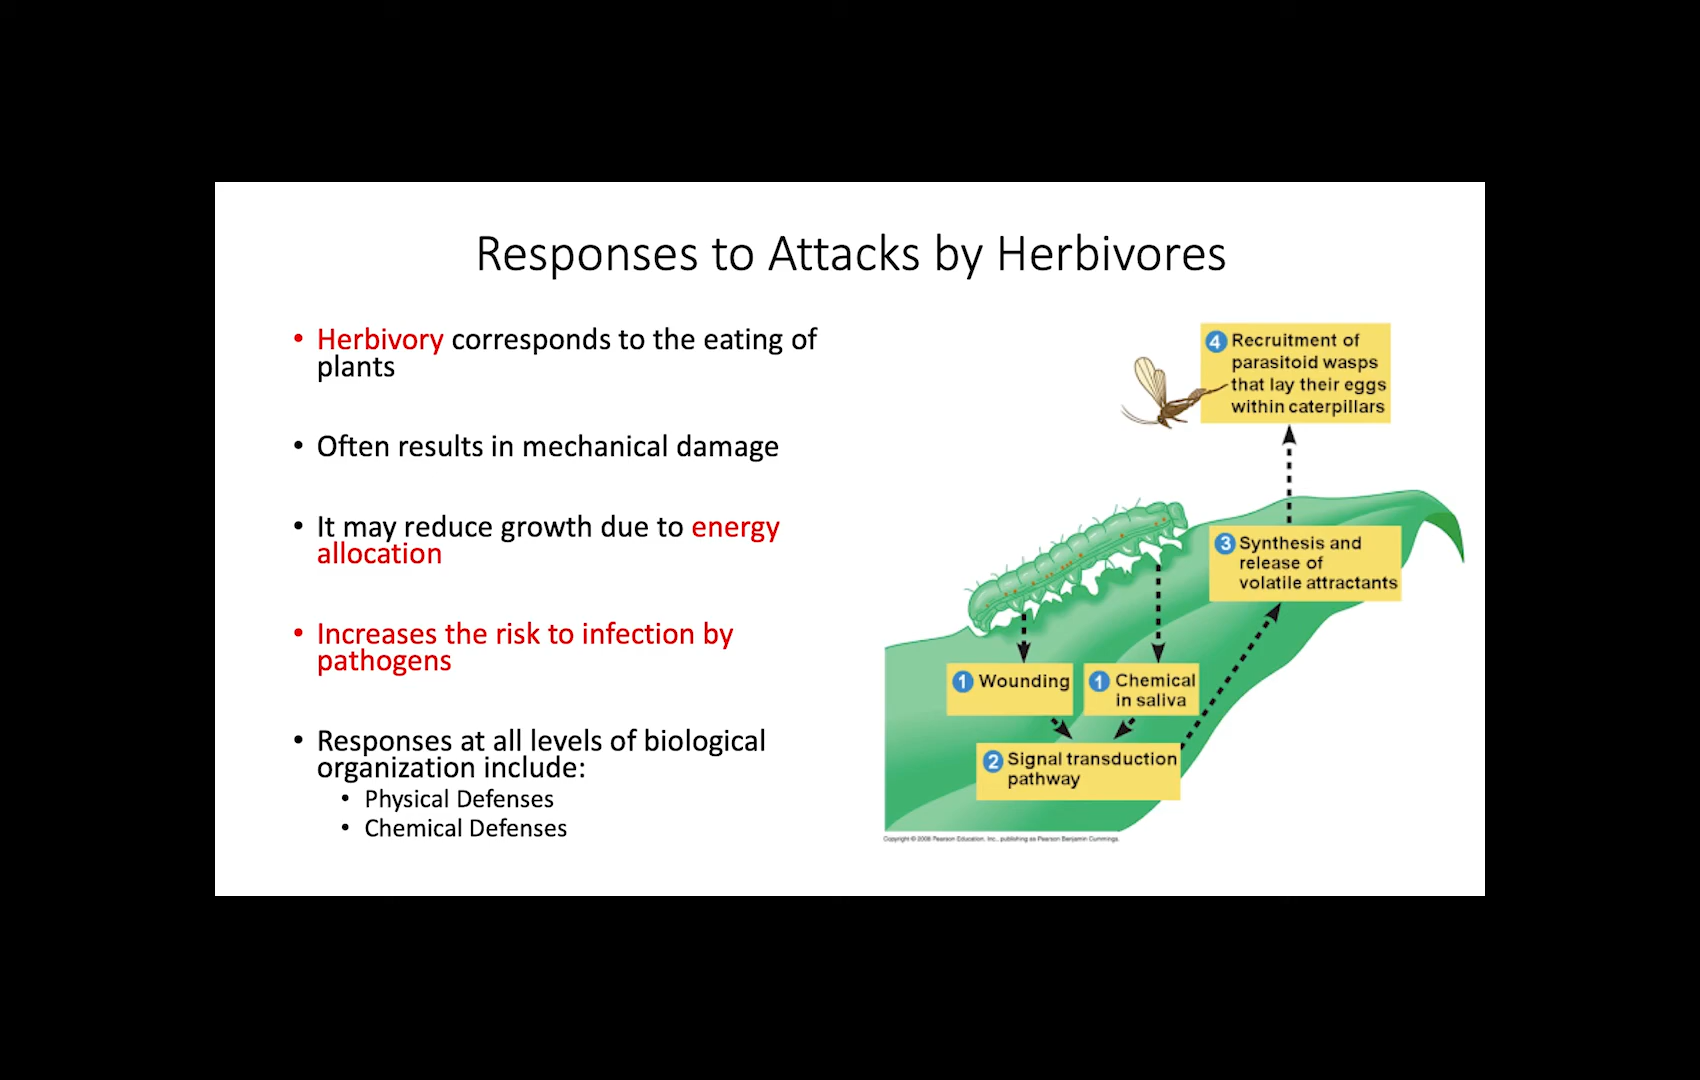 Responses to Attacks by Herbivores
• Herbivory corresponds to the eating of
plants
• Often results in mechanical damage
• It may reduce growth due to energy
allocation
• Increases the risk to infection by
pathogens
• Responses at all levels of biological
organization include:
• Physical Defenses
• Chemical Defenses
4 Recruitment of
parasitoid wasps
that lay their eggs
within caterpillars
3 Synthesis and
release of
volatile attractants
1 Wounding
1 Chemical
in saliva
2 Signal transduction
pathway
Copyright © 2008 Pearson Education, Inc., publishing as Pearson Benjamin Cummings.